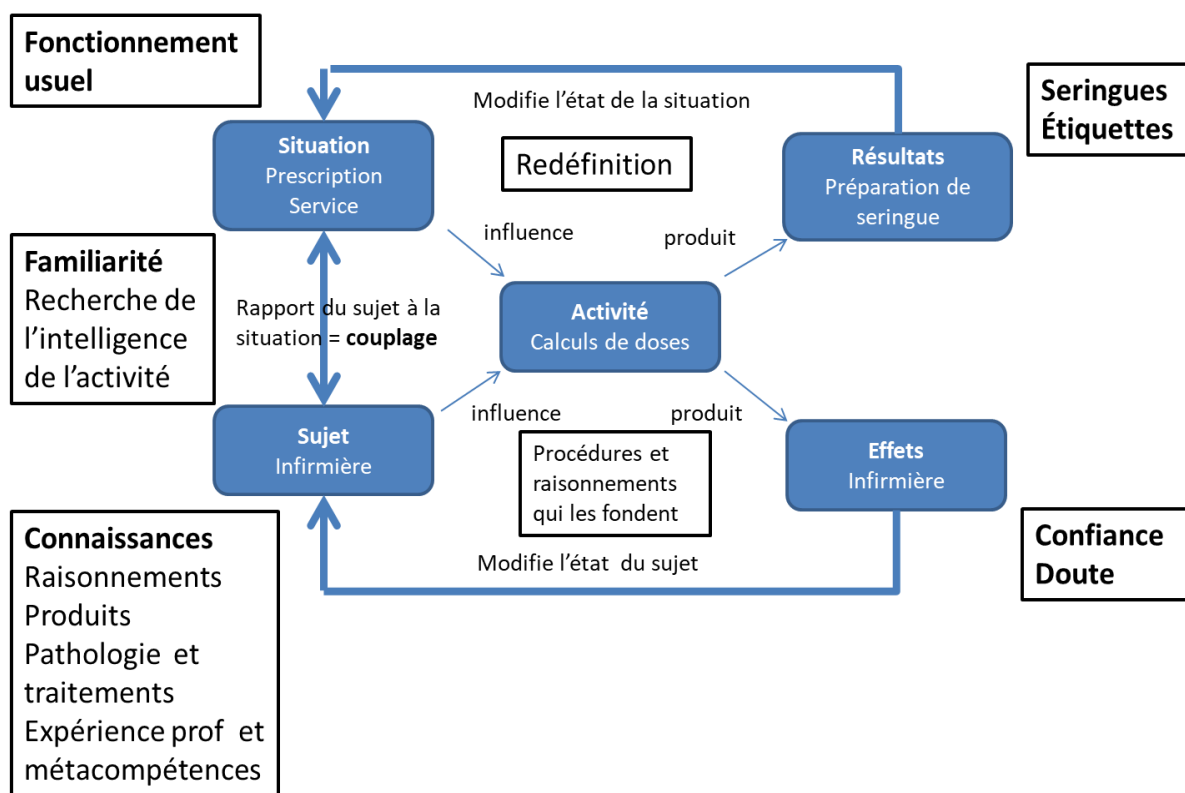 Fonctionnement
usuel
Modifie l’état de la situation
Seringues
Étiquettes
Situation
Prescription
Service
Redéfinition
Résultats
Préparation de
seringue
influence
produit
Familiarité
Recherche de
l’intelligence
de l’activité
Rapport du sujet à la
situation = couplage
Activité
Calculs de doses
influence
produit
Sujet
Infirmière
Procédures et
raisonnements
qui les fondent
Effets
Infirmière
Connaissances
Raisonnements
Produits
Pathologie et
traitements
Expérience prof et
métacompétences
Modifie l’état du sujet
Confiance
Doute